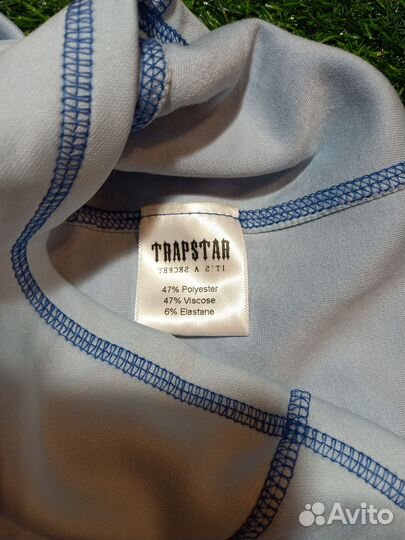 TRAPSTAR
IT'S A SECRET
47% Polyester
47% Viscose
6% Elastane
Avito